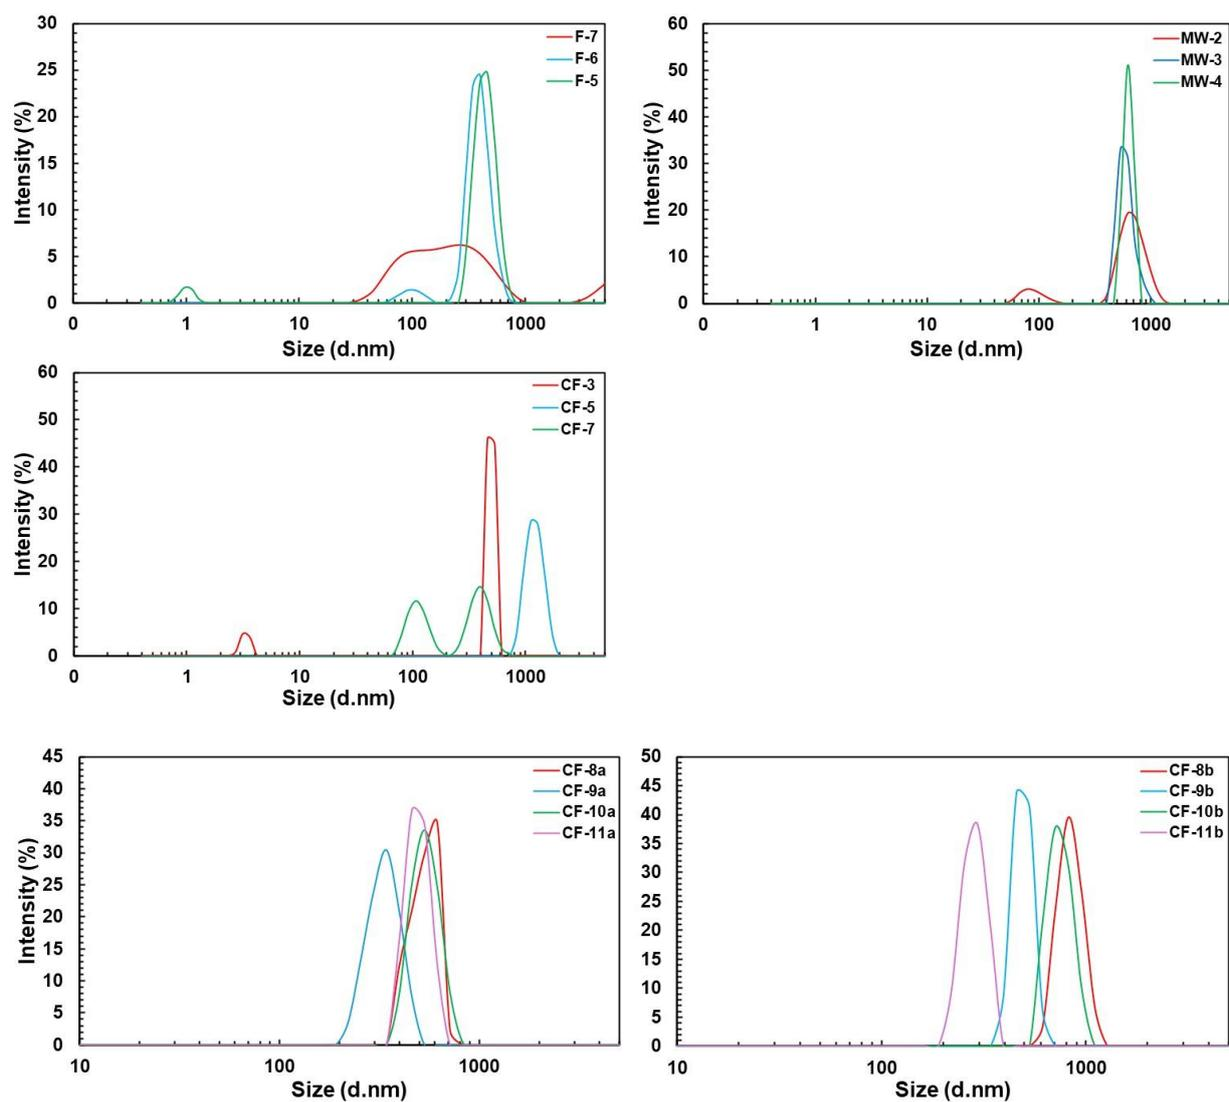 30
25
20
15
10
5
0
Intensity (%)
F-7
F-6
F-5
0 1 10 100 1000
Size (d.nm)
60
50
40
30
20
10
0
Intensity (%)
MW-2
MW-3
MW-4
0 1 10 100 1000
Size (d.nm)
60
50
40
30
20
10
0
Intensity (%)
CF-3
CF-5
CF-7
0 1 10 100 1000
Size (d.nm)
45
40
35
30
25
20
15
10
5
0
Intensity (%)
CF-8a
CF-9a
CF-10a
CF-11a
10 100 1000
Size (d.nm)
50
45
40
35
30
25
20
15
10
5
0
CF-8b
CF-9b
CF-10b
CF-11b
10 100 1000
Size (d.nm)